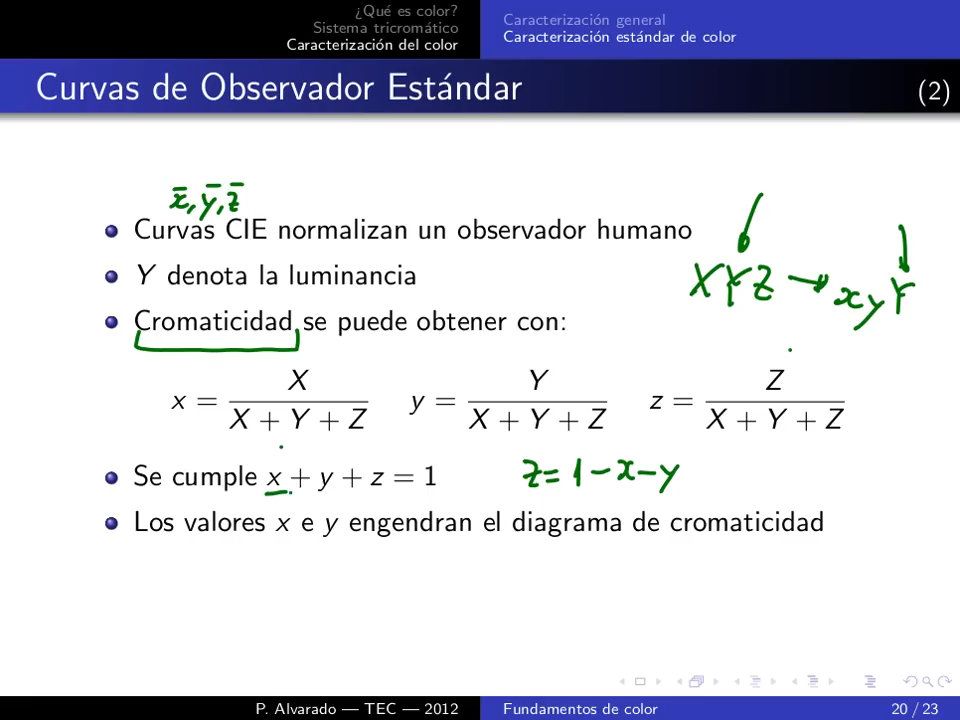 ¿Qué es color?
Sistema tricromático
Caracterización del color
Caracterización general
Caracterización estándar de color
Curvas de Observador Estándar (2)
x̄, ȳ, z̄
Curvas CIE normalizan un observador humano
Y denota la luminancia
XYZ → xyY
Cromaticidad se puede obtener con:
x = X / (X + Y + Z) y = Y / (X + Y + Z) z = Z / (X + Y + Z)
Se cumple x + y + z = 1 z = 1 − x − y
Los valores x e y engendran el diagrama de cromaticidad
P. Alvarado — TEC — 2012 Fundamentos de color 20 / 23